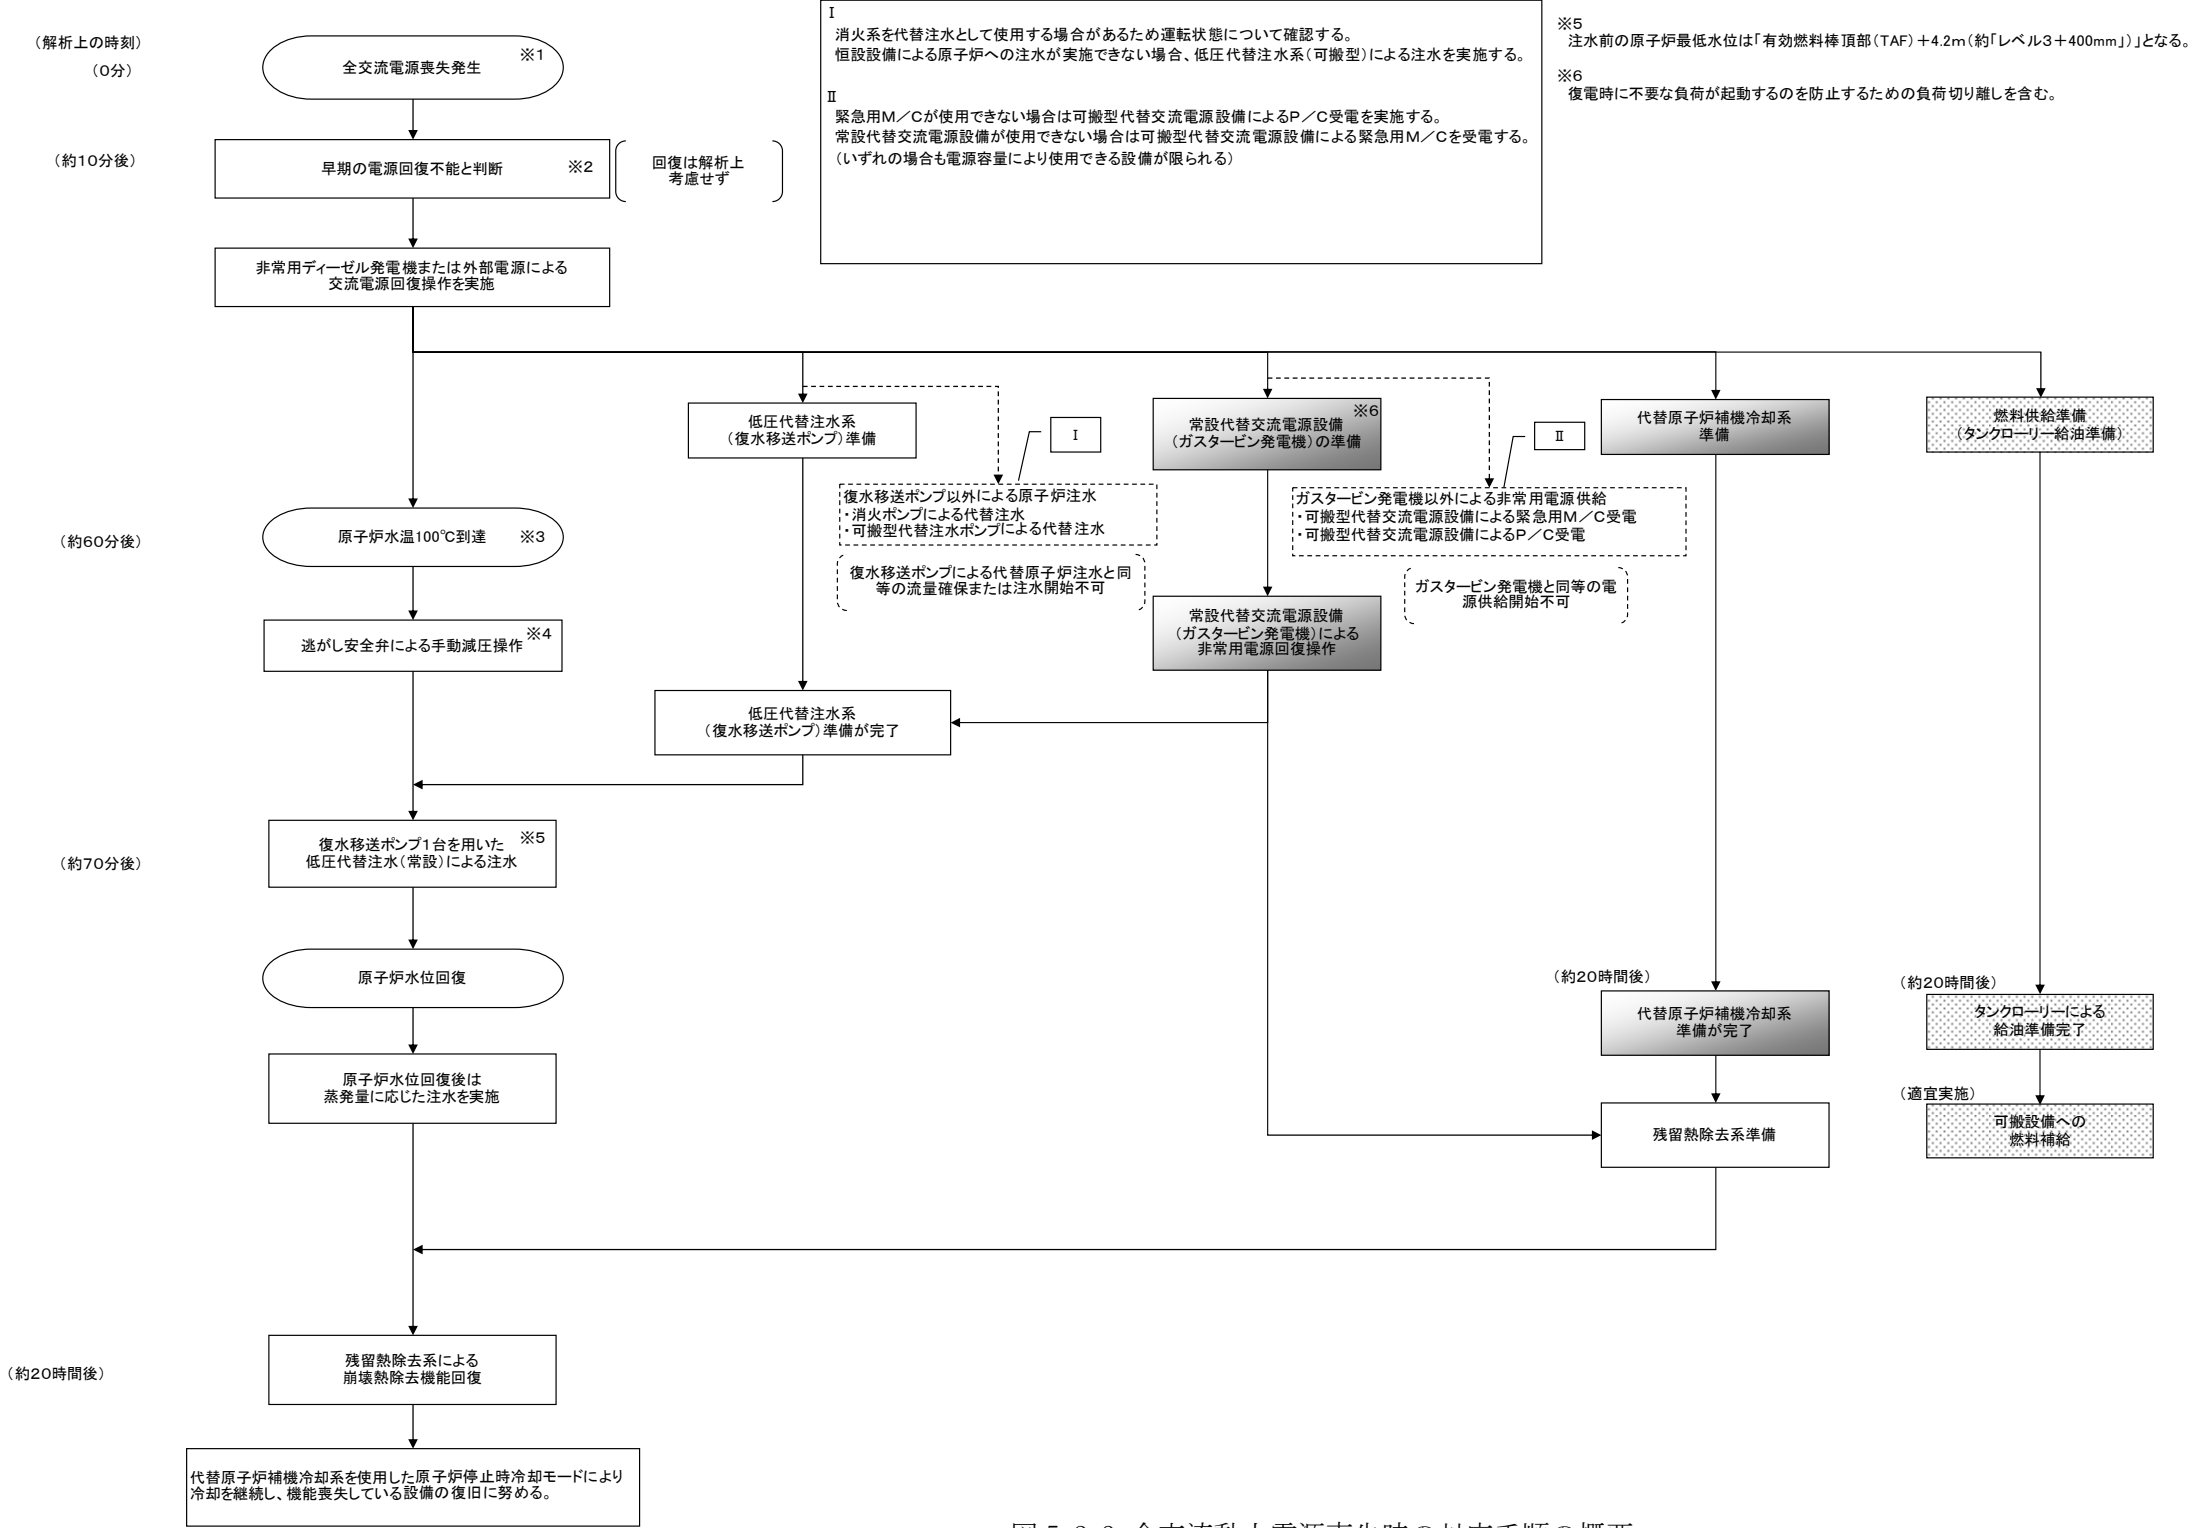 （解析上の時刻）
（0分）
全交流電源喪失発生
※1
（約10分後）
早期の電源回復不能と判断
※2
回復は解析上
考慮せず
非常用ディーゼル発電機または外部電源による
交流電源回復操作を実施
Ⅰ
消火系を代替注水として使用する場合があるため運転状態について確認する。
恒設設備による原子炉への注水が実施できない場合、低圧代替注水系（可搬型）による注水を実施する。
Ⅱ
緊急用M／Cが使用できない場合は可搬型代替交流電源設備によるP／C受電を実施する。
常設代替交流電源設備が使用できない場合は可搬型代替交流電源設備による緊急用M／Cを受電する。
（いずれの場合も電源容量により使用できる設備が限られる）
※5
注水前の原子炉最低水位は「有効燃料棒頂部（TAF）＋4.2m（約「レベル3＋400mm」）」となる。
※6
復電時に不要な負荷が起動するのを防止するための負荷切り離しを含む。
低圧代替注水系
（復水移送ポンプ）準備
常設代替交流電源設備
（ガスタービン発電機）の準備
※6
代替原子炉補機冷却系
準備
燃料供給準備
（タンクローリー給油準備）
Ⅰ
Ⅱ
復水移送ポンプ以外による原子炉注水
・消火ポンプによる代替注水
・可搬型代替注水ポンプによる代替注水
ガスタービン発電機以外による非常用電源供給
・可搬型代替交流電源設備による緊急用M／C受電
・可搬型代替交流電源設備によるP／C受電
（約60分後）
原子炉水温100℃到達
※3
復水移送ポンプによる代替原子炉注水と同
等の流量確保または注水開始不可
ガスタービン発電機と同等の電
源供給開始不可
逃がし安全弁による手動減圧操作
※4
常設代替交流電源設備
（ガスタービン発電機）による
非常用電源回復操作
低圧代替注水系
（復水移送ポンプ）準備が完了
（約70分後）
復水移送ポンプ1台を用いた
低圧代替注水（常設）による注水
※5
原子炉水位回復
（約20時間後）
代替原子炉補機冷却系
準備が完了
（約20時間後）
タンクローリーによる
給油準備完了
原子炉水位回復後は
蒸発量に応じた注水を実施
残留熱除去系準備
（適宜実施）
可搬設備への
燃料補給
（約20時間後）
残留熱除去系による
崩壊熱除去機能回復
代替原子炉補機冷却系を使用した原子炉停止時冷却モードにより
冷却を継続し、機能喪失している設備の復旧に努める。